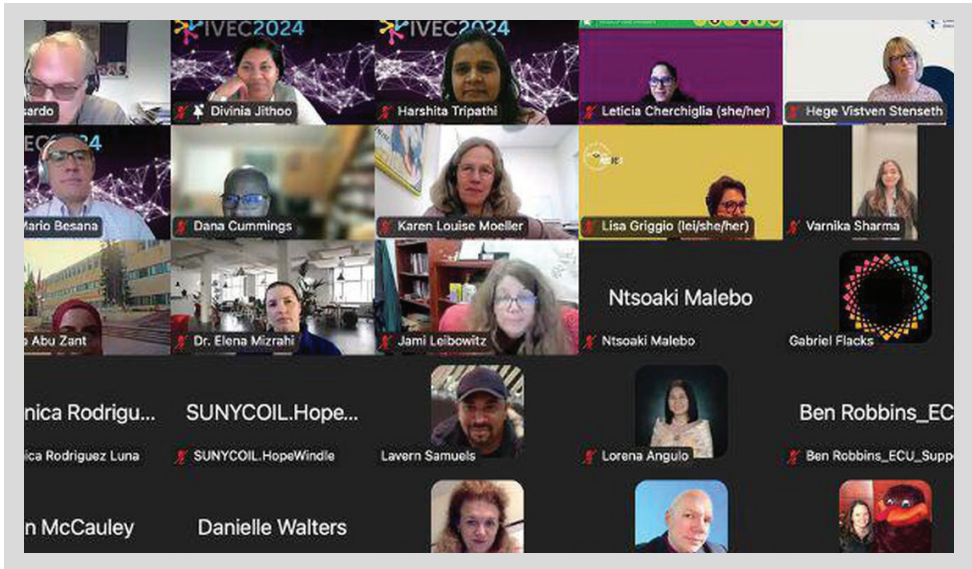 IVEC2024
IVEC2024
sardo
Divinia Jithoo
Harshita Tripathi
Leticia Cherchiglia (she/her)
Hege Vistven Stenseth
EC2024
Mario Besana
Dana Cummings
Karen Louise Moeller
Lisa Griggio (lei/she/her)
Varnika Sharma
Abu Zant
Dr. Elena Mizrahi
Jami Leibowitz
Ntsoaki Malebo
Ntsoaki Malebo
Gabriel Flacks
nica Rodrigu...
SUNYCOIL.Hope...
Ben Robbins_EC
ica Rodriguez Luna
SUNYCOIL.HopeWindle
Lavern Samuels
Lorena Angulo
Ben Robbins_ECU_Supp
n McCauley
Danielle Walters